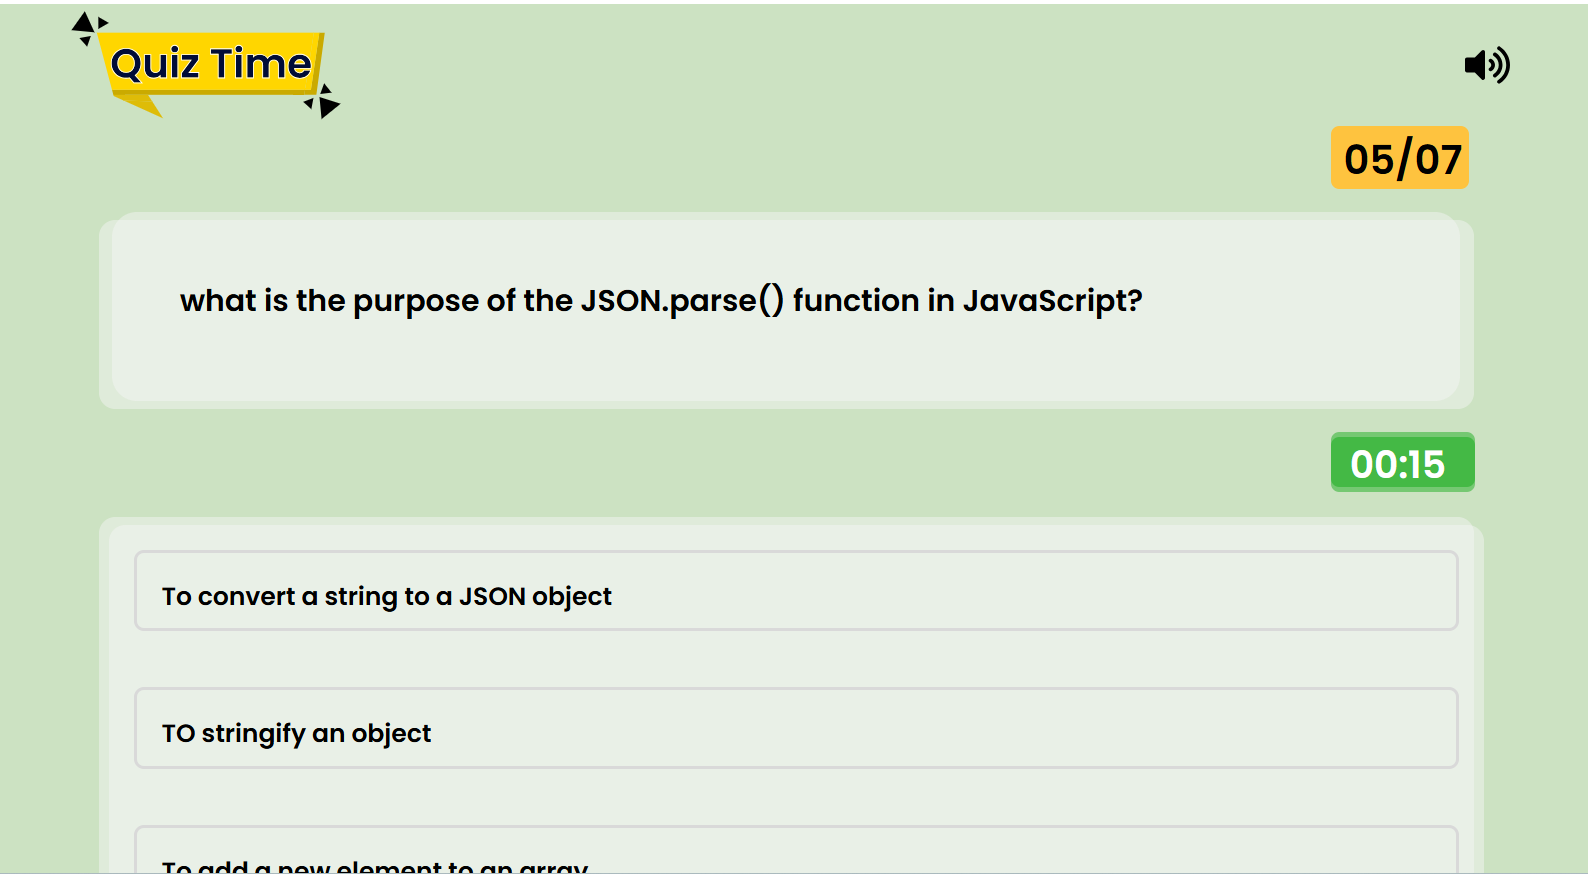 Quiz Time
05/07
what is the purpose of the JSON.parse() function in JavaScript?
00:15
To convert a string to a JSON object
TO stringify an object
To add a new element to an array